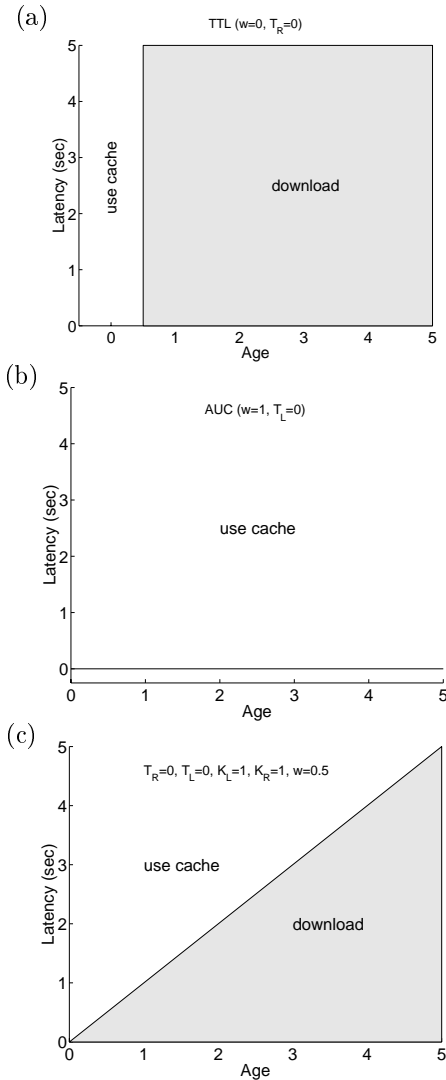 (a)
TTL (w=0, T_R=0)
5
4
3
2
1
0
Latency (sec)
use cache
download
0 1 2 3 4 5
Age
(b)
5
4
3
2
1
0
AUC (w=1, T_L=0)
Latency (sec)
use cache
0 1 2 3 4 5
Age
(c)
5
4
3
2
1
0
T_R=0, T_L=0, K_L=1, K_R=1, w=0.5
Latency (sec)
use cache
download
0 1 2 3 4 5
Age